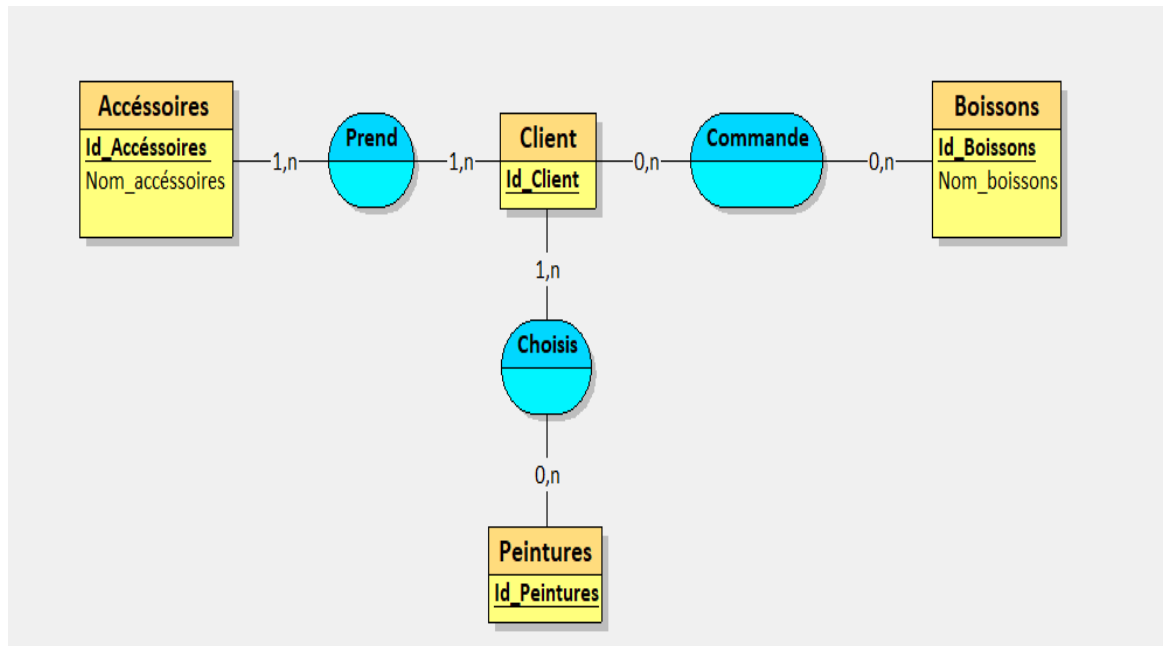 Accéssoires
Id_Accéssoires
Nom_accéssoires
1,n
Prend
1,n
Client
Id_Client
0,n
Commande
0,n
Boissons
Id_Boissons
Nom_boissons
1,n
Choisis
0,n
Peintures
Id_Peintures